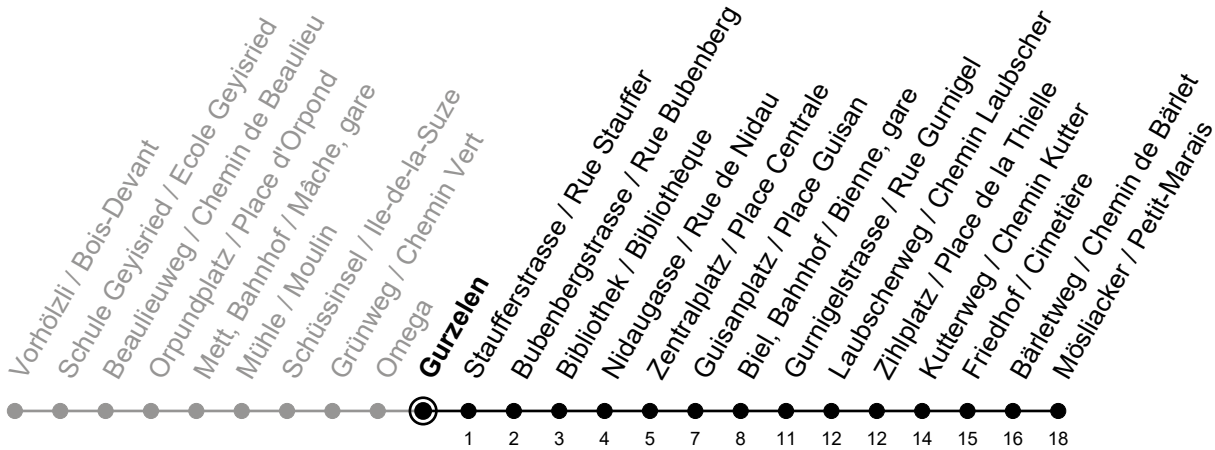 Vorhölzli / Bois-Devant
Schule Geyisried / Ecole Geyisried
Beaulieuweg / Chemin de Beaulieu
Orpundplatz / Place d'Orpond
Mett, Bahnhof / Mâche, gare
Mühle / Moulin
Schüssinsel / Ile-de-la-Suze
Grünweg / Chemin Vert
Omega
Gurzelen
Staufferstrasse / Rue Stauffer
Bubenbergstrasse / Rue Bubenberg
Bibliothek / Bibliothèque
Nidaugasse / Rue de Nidau
Zentralplatz / Place Centrale
Guisanplatz / Place Guisan
Biel, Bahnhof / Bienne, gare
Gurnigelstrasse / Rue Gurnigel
Laubscherweg / Chemin Laubscher
Zihlplatz / Place de la Thielle
Kutterweg / Chemin Kutter
Friedhof / Cimetière
Bärletweg / Chemin de Bärlet
Mösliacker / Petit-Marais
1 2 3 4 5 7 8 11 12 12 14 15 16 18